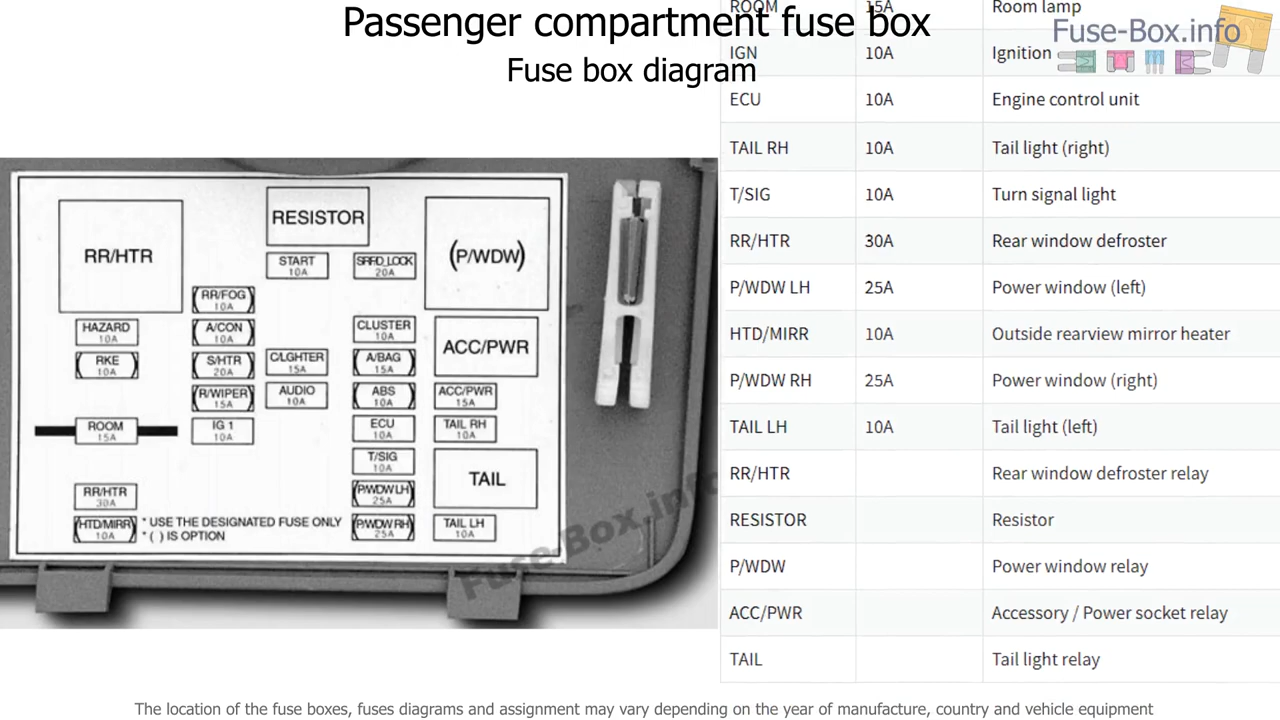 Passenger compartment fuse box
Fuse box diagram
Fuse-Box.info
ROOM 15A Room lamp
IGN 10A Ignition
ECU 10A Engine control unit
TAIL RH 10A Tail light (right)
T/SIG 10A Turn signal light
RR/HTR 30A Rear window defroster
P/WDW LH 25A Power window (left)
HTD/MIRR 10A Outside rearview mirror heater
P/WDW RH 25A Power window (right)
TAIL LH 10A Tail light (left)
RR/HTR Rear window defroster relay
RESISTOR Resistor
P/WDW Power window relay
ACC/PWR Accessory / Power socket relay
TAIL Tail light relay
RR/HTR
RESISTOR
(P/WDW)
START
10A
20A
RR/FOG
10A
HAZARD
10A
A/CON
10A
CLUSTER
10A
ACC/PWR
RKE
10A
S/HTR
20A
C/LGHTER
15A
A/BAG
15A
R/WIPER
15A
AUDIO
10A
ABS
10A
ACC/PWR
15A
ROOM
15A
IG 1
10A
ECU
10A
TAIL RH
10A
T/SIG
10A
TAIL
RR/HTR
30A
P/WDW LH
25A
HTD/MIRR
10A
* USE THE DESIGNATED FUSE ONLY
* ( ) IS OPTION
P/WDW RH
25A
TAIL LH
10A
Fuse-Box.info
The location of the fuse boxes, fuses diagrams and assignment may vary depending on the year of manufacture, country and vehicle equipment